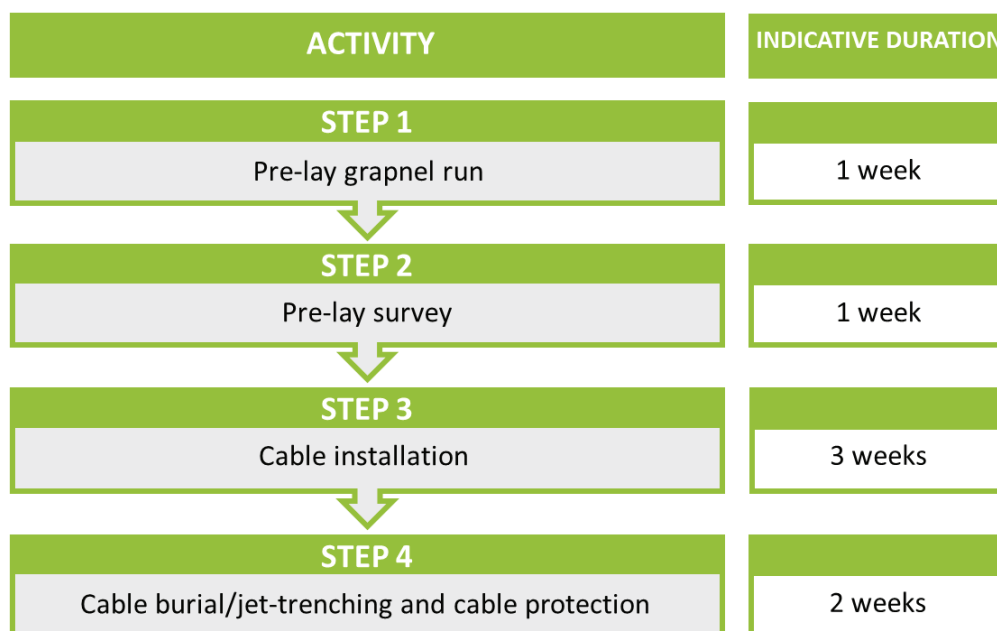 ACTIVITY
INDICATIVE DURATION
STEP 1
Pre-lay grapnel run
1 week
STEP 2
Pre-lay survey
1 week
STEP 3
Cable installation
3 weeks
STEP 4
Cable burial/jet-trenching and cable protection
2 weeks